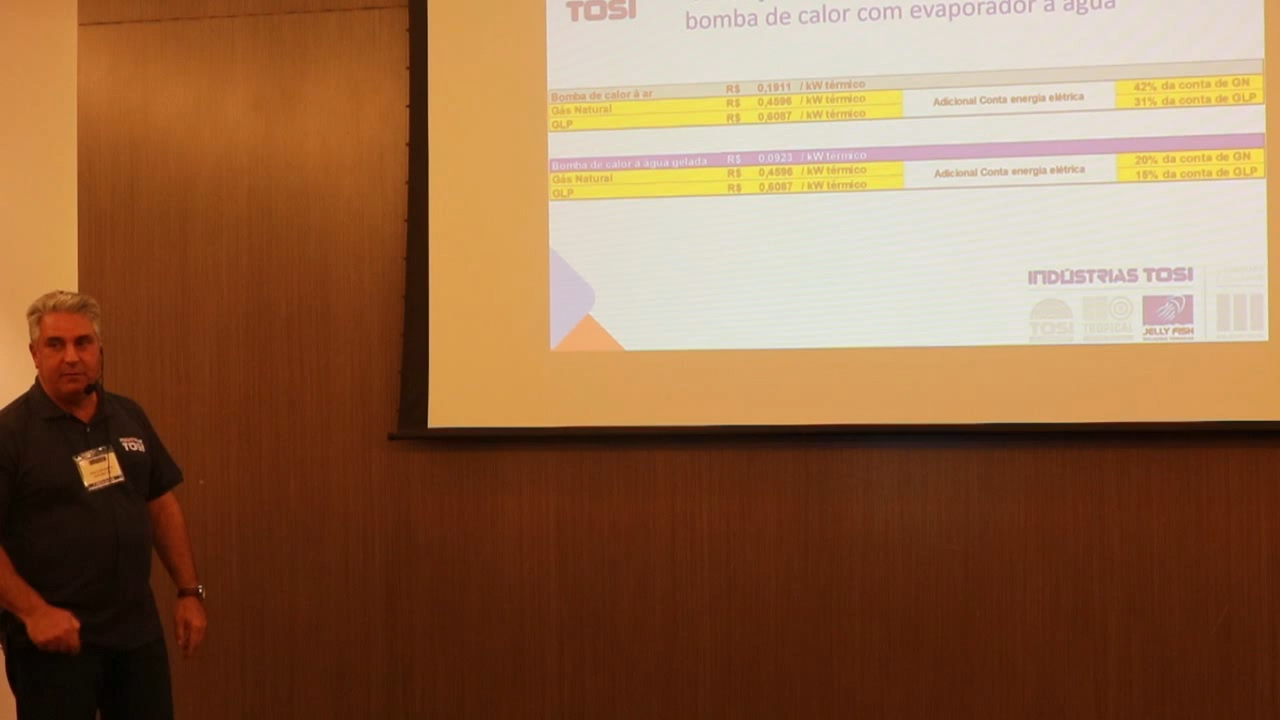 TOSI
bomba de calor com evaporador a água
Bomba de calor à ar R$ 0,1911 / kW térmico
Gás Natural R$ 0,4596 / kW térmico Adicional Conta energia elétrica 42% da conta de GN
GLP R$ 0,6087 / kW térmico 31% da conta de GLP
Bomba de calor à água gelada R$ 0,0923 / kW térmico
Gás Natural R$ 0,4596 / kW térmico Adicional Conta energia elétrica 20% da conta de GN
GLP R$ 0,6087 / kW térmico 15% da conta de GLP
INDÚSTRIAS TOSI
TOSI TROPICAL JELLY FISH
TOSI